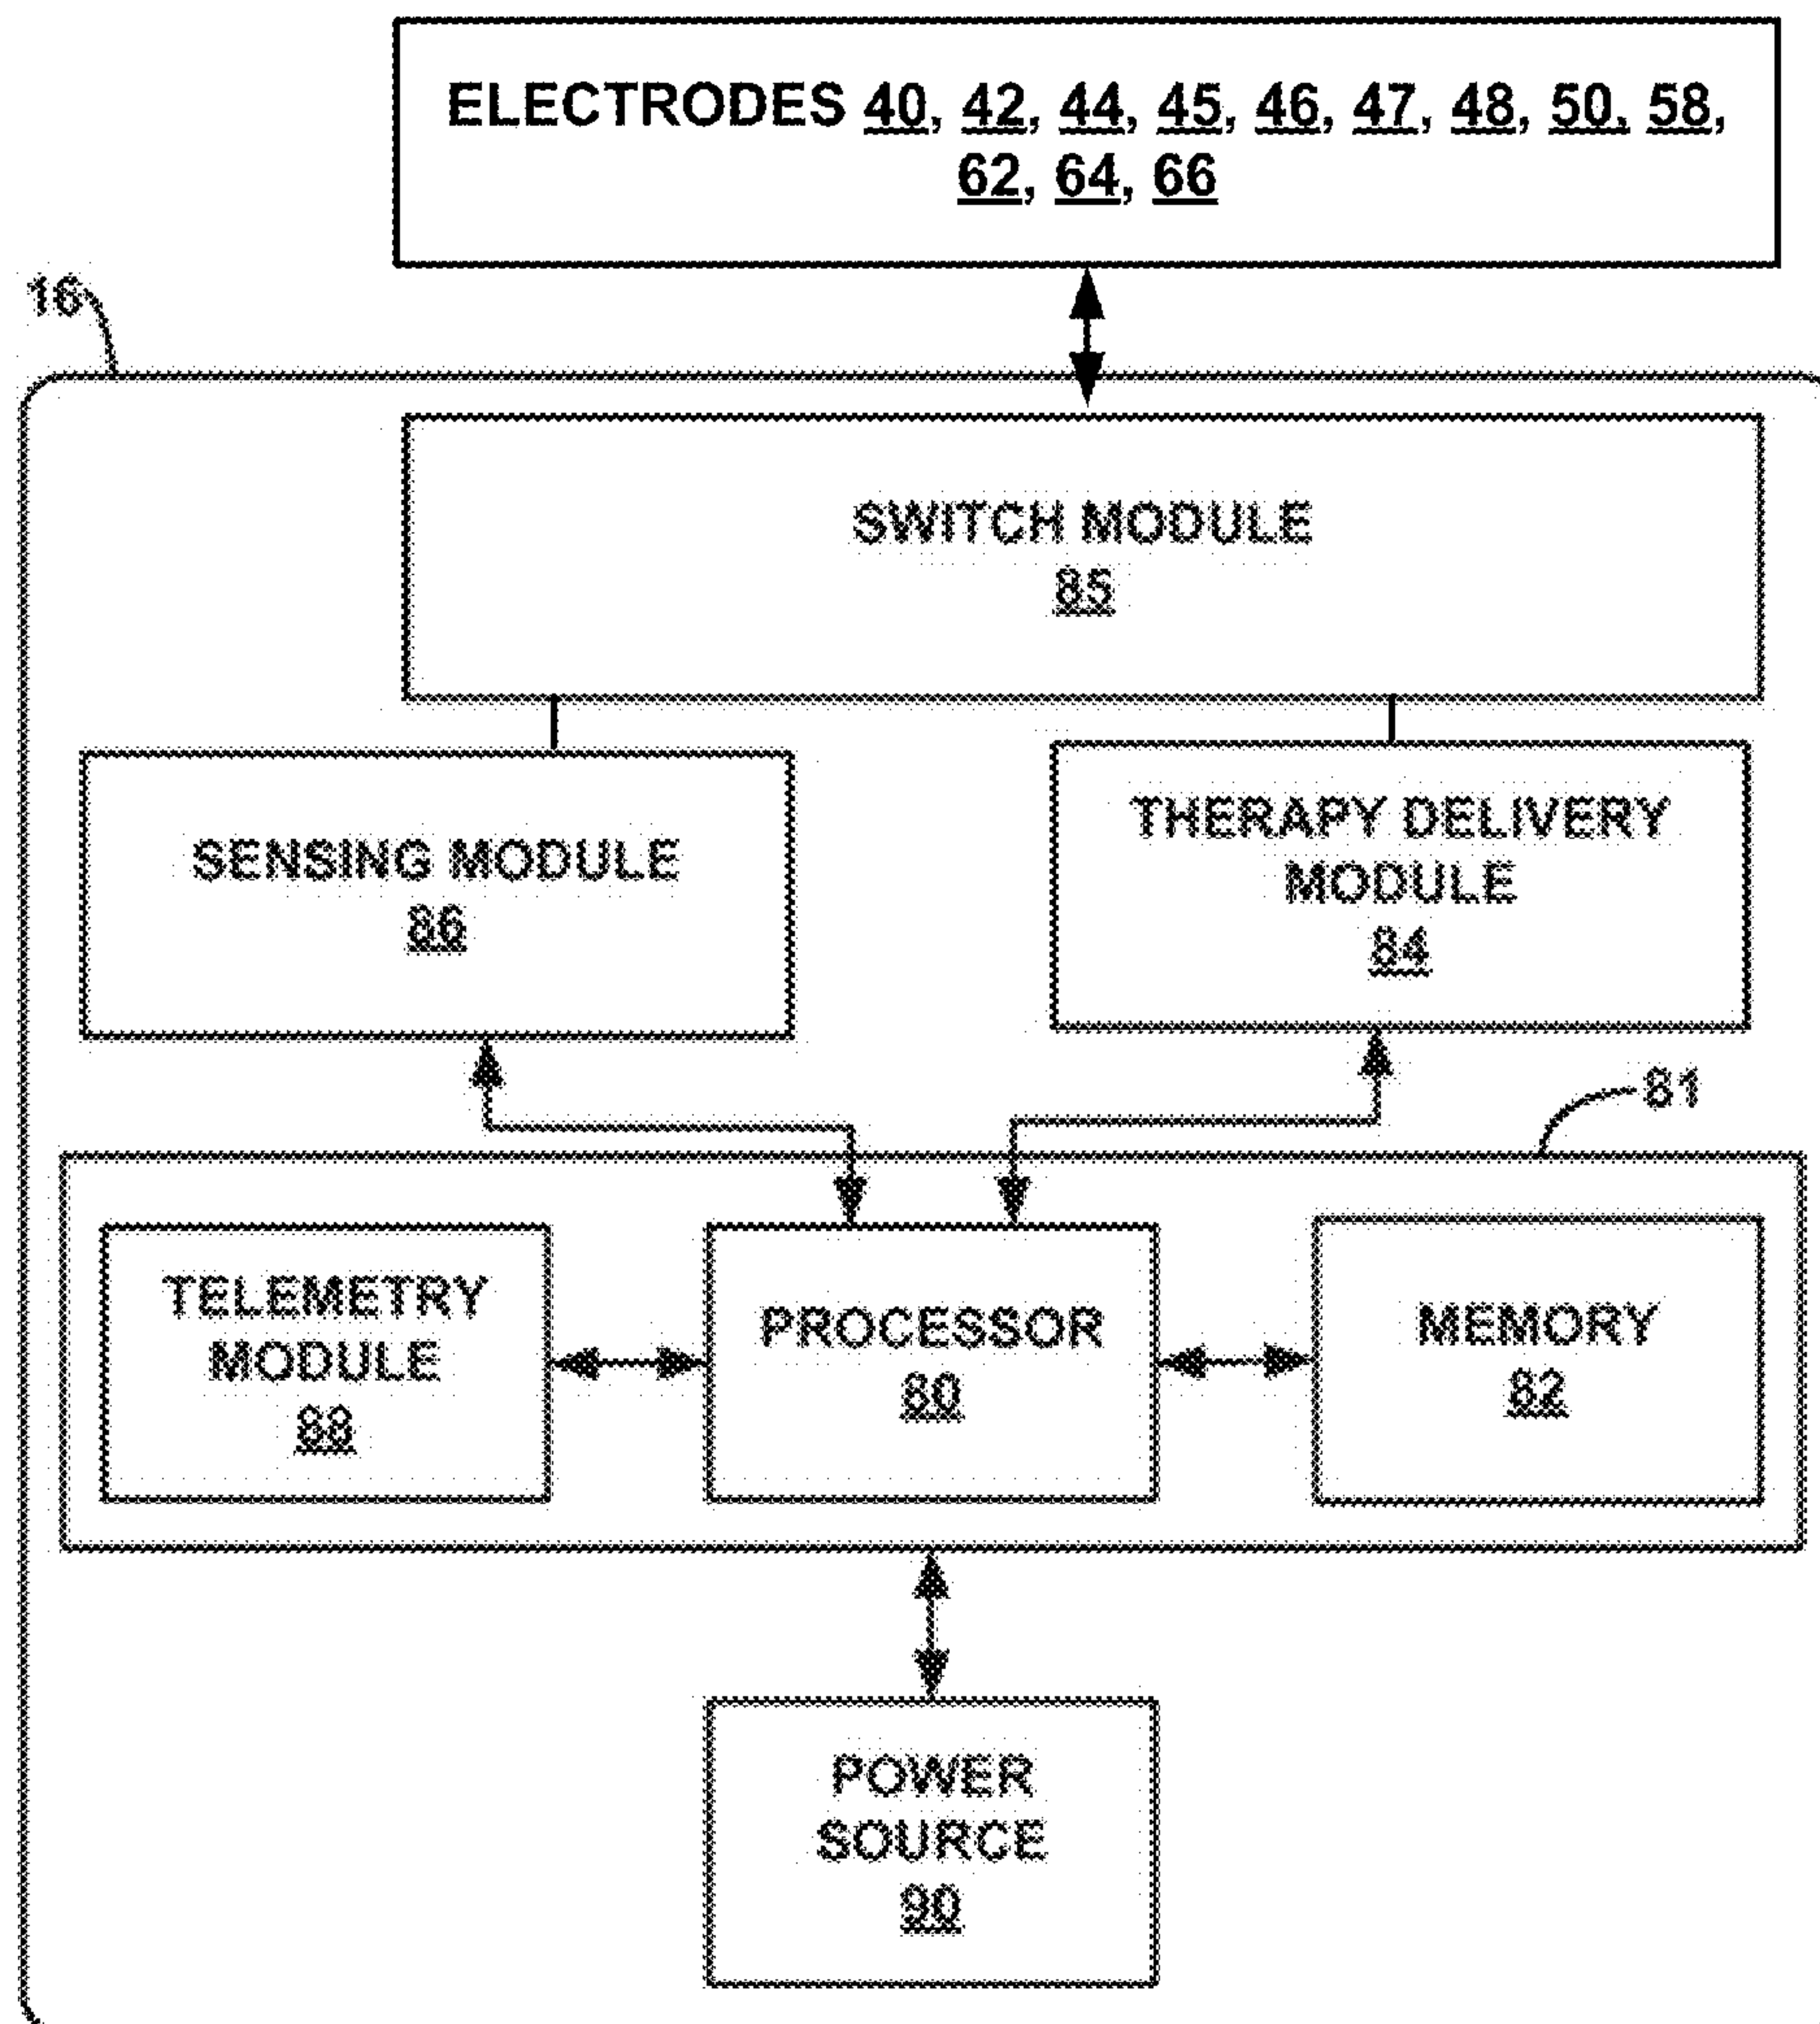 ELECTRODES 40, 42, 44, 45, 46, 47, 48, 50, 58,
62, 64, 66
16
SWITCH MODULE
85
SENSING MODULE
86
THERAPY DELIVERY
MODULE
84
81
TELEMETRY
MODULE
88
PROCESSOR
80
MEMORY
82
POWER
SOURCE
90